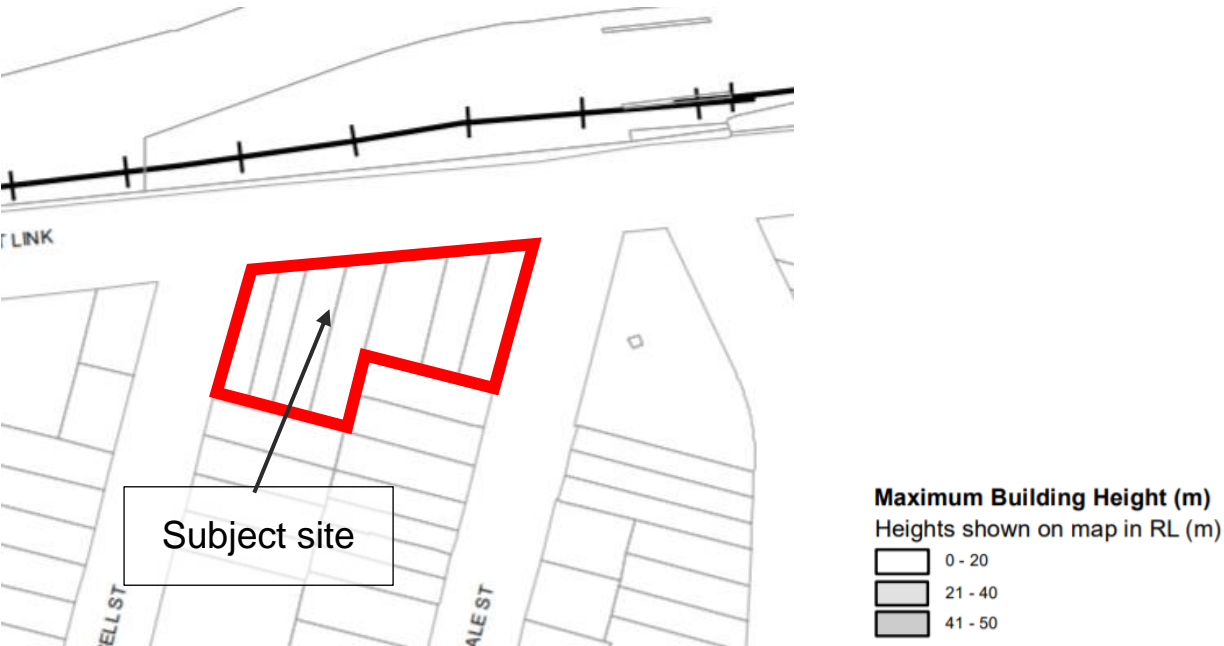 T LINK
Subject site
ELL ST
ALE ST
Maximum Building Height (m)
Heights shown on map in RL (m)
0 - 20
21 - 40
41 - 50